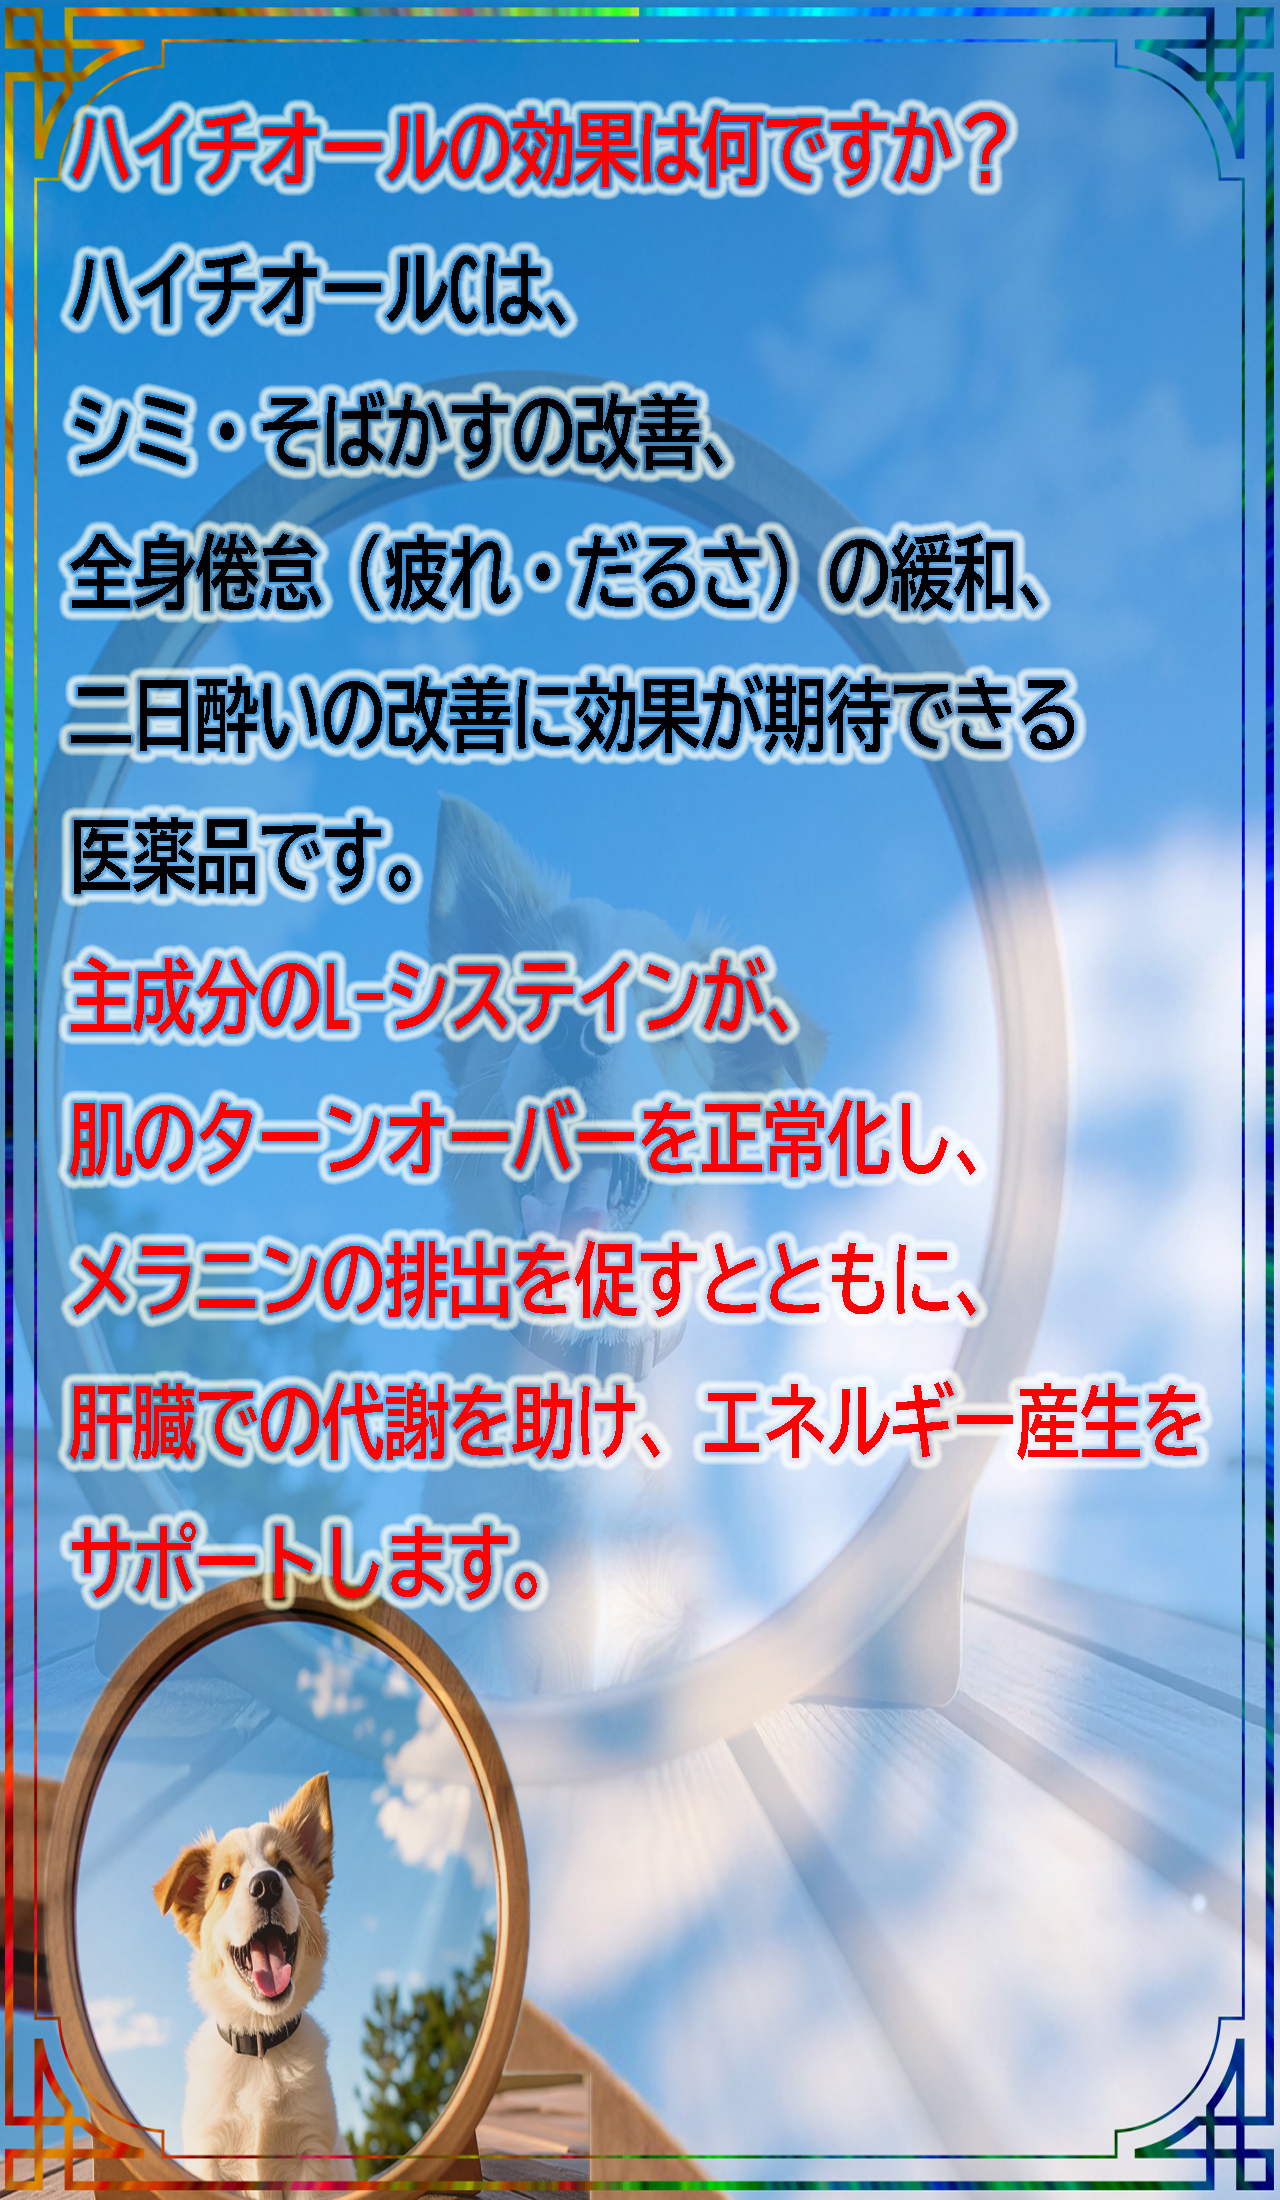 ハイチオールの効果は何ですか？
ハイチオールCは、
シミ・そばかすの改善、
全身倦怠（疲れ・だるさ）の緩和、
二日酔いの改善に効果が期待できる
医薬品です。
主成分のL-システインが、
肌のターンオーバーを正常化し、
メラニンの排出を促すとともに、
肝臓での代謝を助け、エネルギー産生を
サポートします。